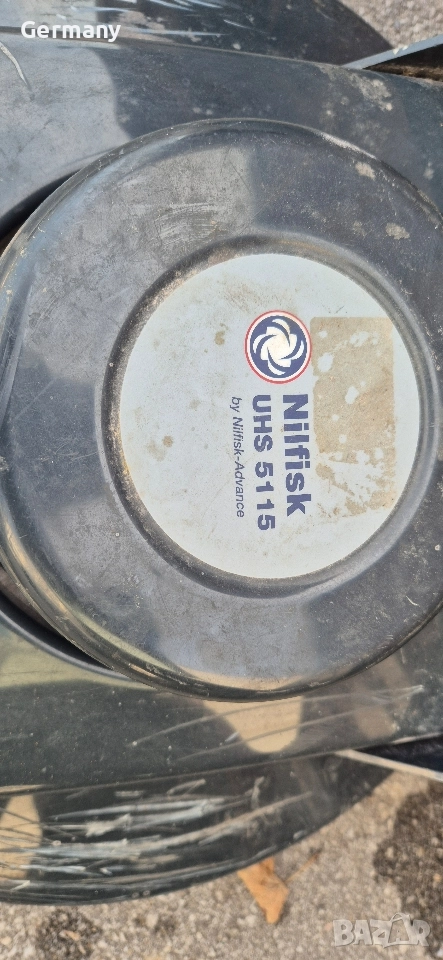 Germany
Nilfisk
UHS 5115
by Nilfisk-Advance
BAZAR